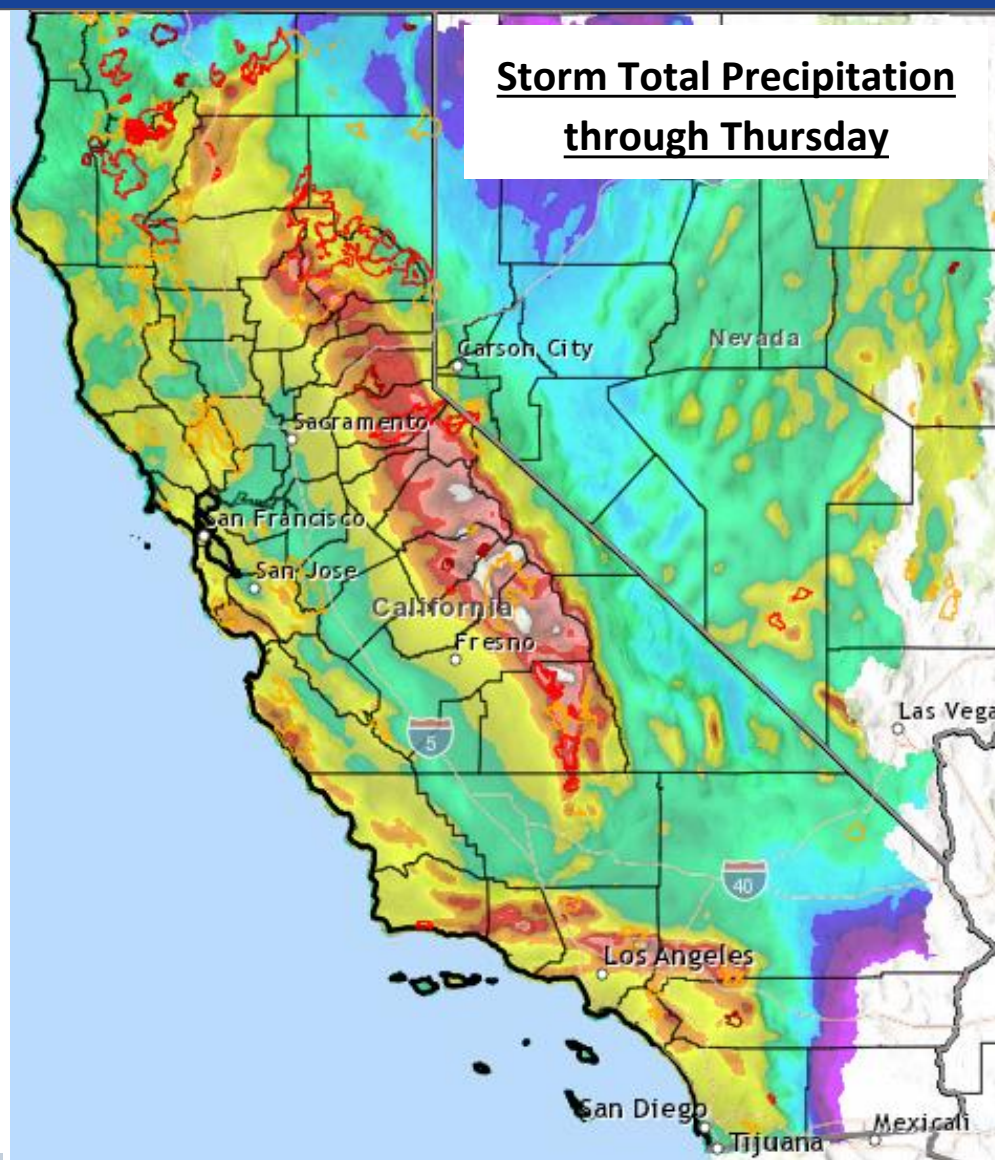 Storm Total Precipitation
through Thursday
Carson City
Nevada
Sacramento
San Francisco
San Jose
California
Fresno
5
Las Vega
40
Los Angeles
San Diego
Mexicali
Tijuana